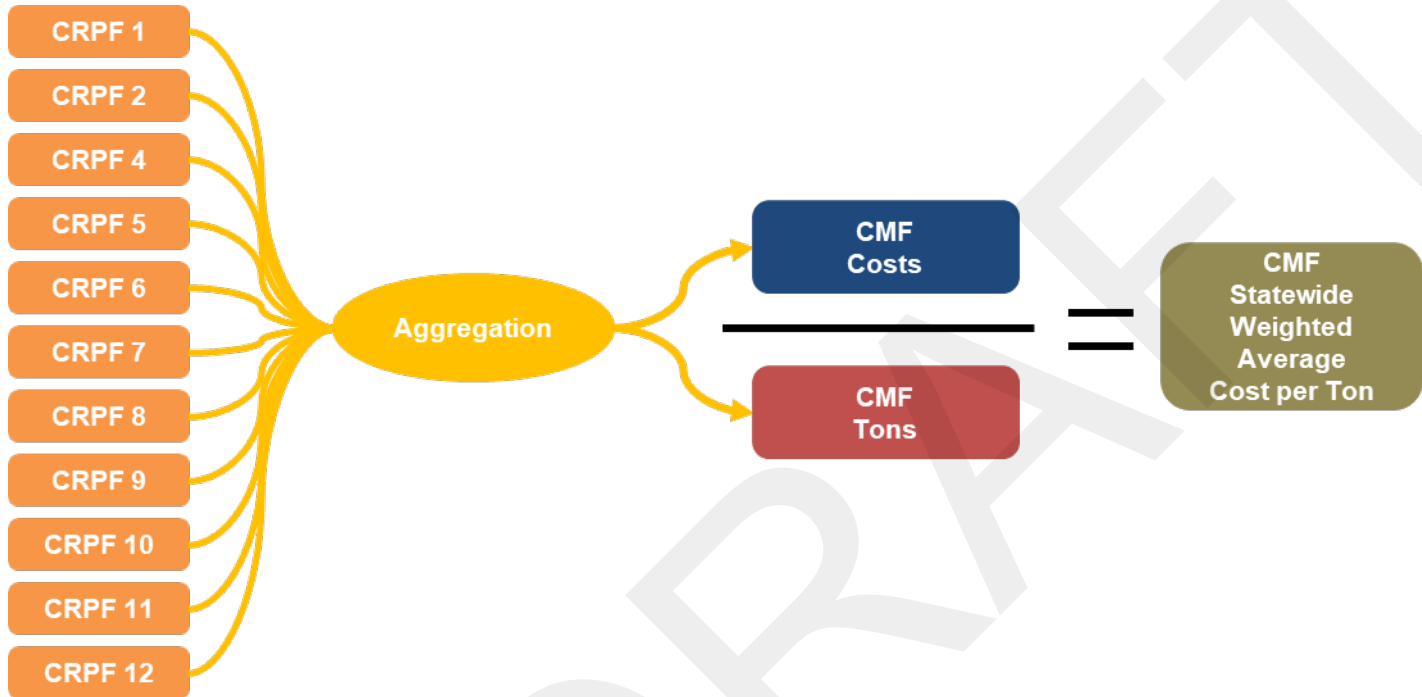 CRPF 1
CRPF 2
CRPF 4
CRPF 5
CRPF 6
CRPF 7
CRPF 8
CRPF 9
CRPF 10
CRPF 11
CRPF 12
Aggregation
CMF
Costs
CMF
Tons
CMF
Statewide
Weighted
Average
Cost per Ton
DRAFT